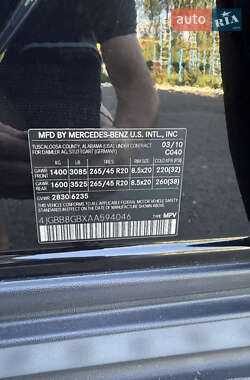 AUTO RIA
MFD BY MERCEDES-BENZ U.S. INTL., INC
TUSCALOOSA COUNTY, ALABAMA (USA) UNDER CONTRACT 03/10
FOR DAIMLER AG, STUTTGART (GERMANY) C040
KG LB TIRES RIM COLD KPA (PSI)
GAWR FRONT 1400 3085 265/45 R20 8.5x20 220(32)
GAWR REAR 1600 3525 265/45 R20 8.5x20 260(38)
GVWR 2830 6235
4JGBB8GBXAA594046 TYPE MPV